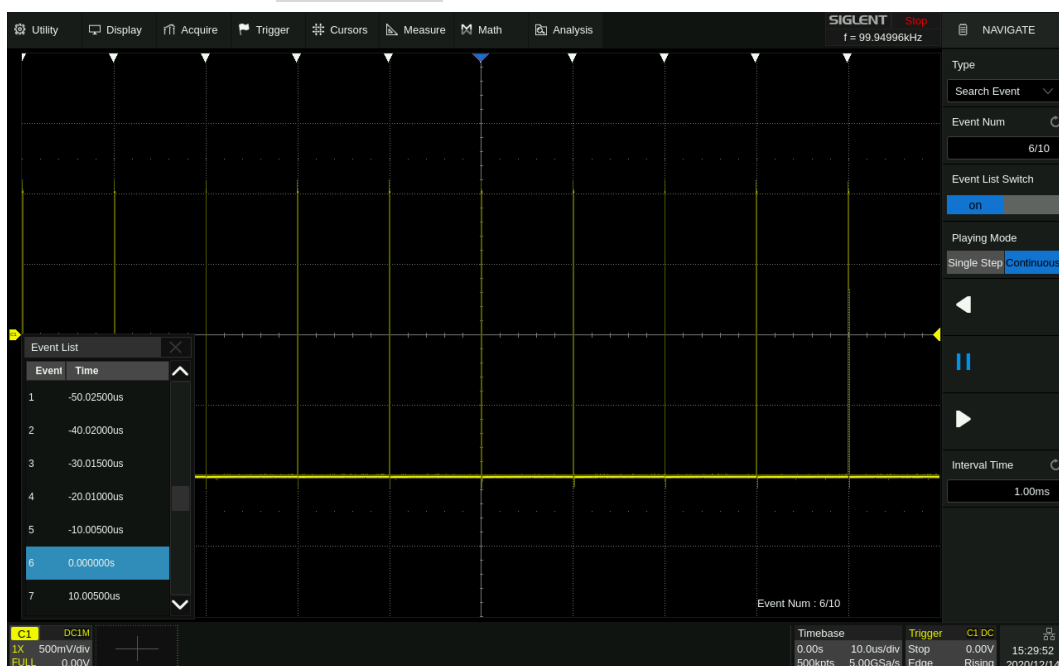 Utility Display Acquire Trigger Cursors Measure Math Analysis
SIGLENT Stop
f = 99.94996kHz
NAVIGATE
Type
Search Event
Event Num
6/10
Event List Switch
on
Playing Mode
Single Step Continuous
Interval Time
1.00ms
Event List
Event Time
1 -50.02500us
2 -40.02000us
3 -30.01500us
4 -20.01000us
5 -10.00500us
6 0.000000s
7 10.00500us
Event Num : 6/10
C1 DC1M
1X 500mV/div
FULL 0.00V
Timebase
0.00s 10.0us/div
500kpts 5.00GSa/s
Trigger C1 DC
Stop 0.00V
Edge Rising
15:29:52